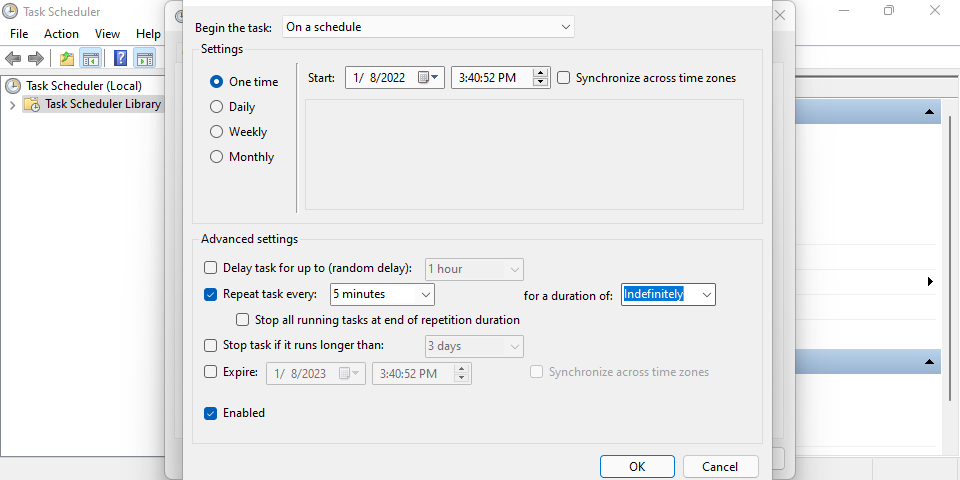 Task Scheduler
File Action View Help
Task Scheduler (Local)
Task Scheduler Library
Begin the task: On a schedule
Settings
One time
Daily
Weekly
Monthly
Start: 1/ 8/2022 3:40:52 PM Synchronize across time zones
Advanced settings
Delay task for up to (random delay): 1 hour
Repeat task every: 5 minutes for a duration of: Indefinitely
Stop all running tasks at end of repetition duration
Stop task if it runs longer than: 3 days
Expire: 1/ 8/2023 3:40:52 PM Synchronize across time zones
Enabled
OK Cancel